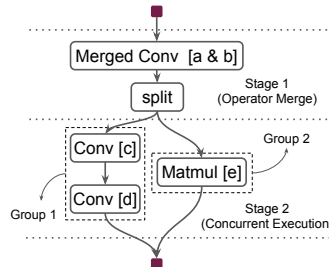 Merged Conv [a & b]
split
Stage 1
(Operator Merge)
Conv [c]
Group 2
Matmul [e]
Conv [d]
Group 1
Stage 2
(Concurrent Execution)